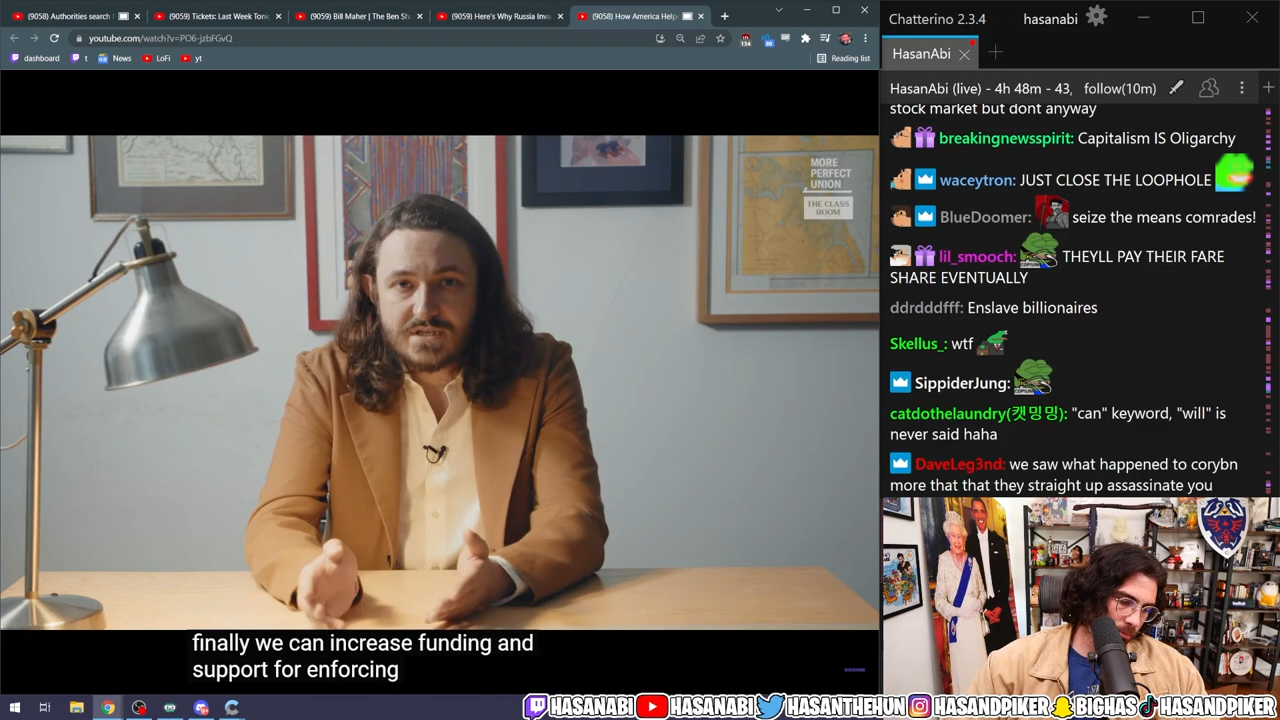 (9058) Authorities search
(9059) Tickets: Last Week Toni
(9059) Bill Maher | The Ben Sh
(9059) Here's Why Russia Inva
(9058) How America Help
youtube.com/watch?v=PO6-jzbFGvQ
dashboard
t
News
LoFi
yt
Reading list
MORE
PERFECT
UNION
THE CLASS
ROOM
finally we can increase funding and
support for enforcing
Chatterino 2.3.4
hasanabi
HasanAbi
HasanAbi (live) - 4h 48m - 43,
follow(10m)
stock market but dont anyway
breakingnewsspirit: Capitalism IS Oligarchy
waceytron: JUST CLOSE THE LOOPHOLE
BlueDoomer: seize the means comrades!
lil_smooch: THEYLL PAY THEIR FARE
SHARE EVENTUALLY
ddrdddfff: Enslave billionaires
Skellus_: wtf
SippiderJung:
catdothelaundry(캣밍밍): "can" keyword, "will" is
never said haha
DaveLeg3nd: we saw what happened to corybn
more that that they straight up assassinate you
HASANABI
HASANABI
HASANTHEHUN
HASANDPIKER
BIGHAS
HASANDPIKER